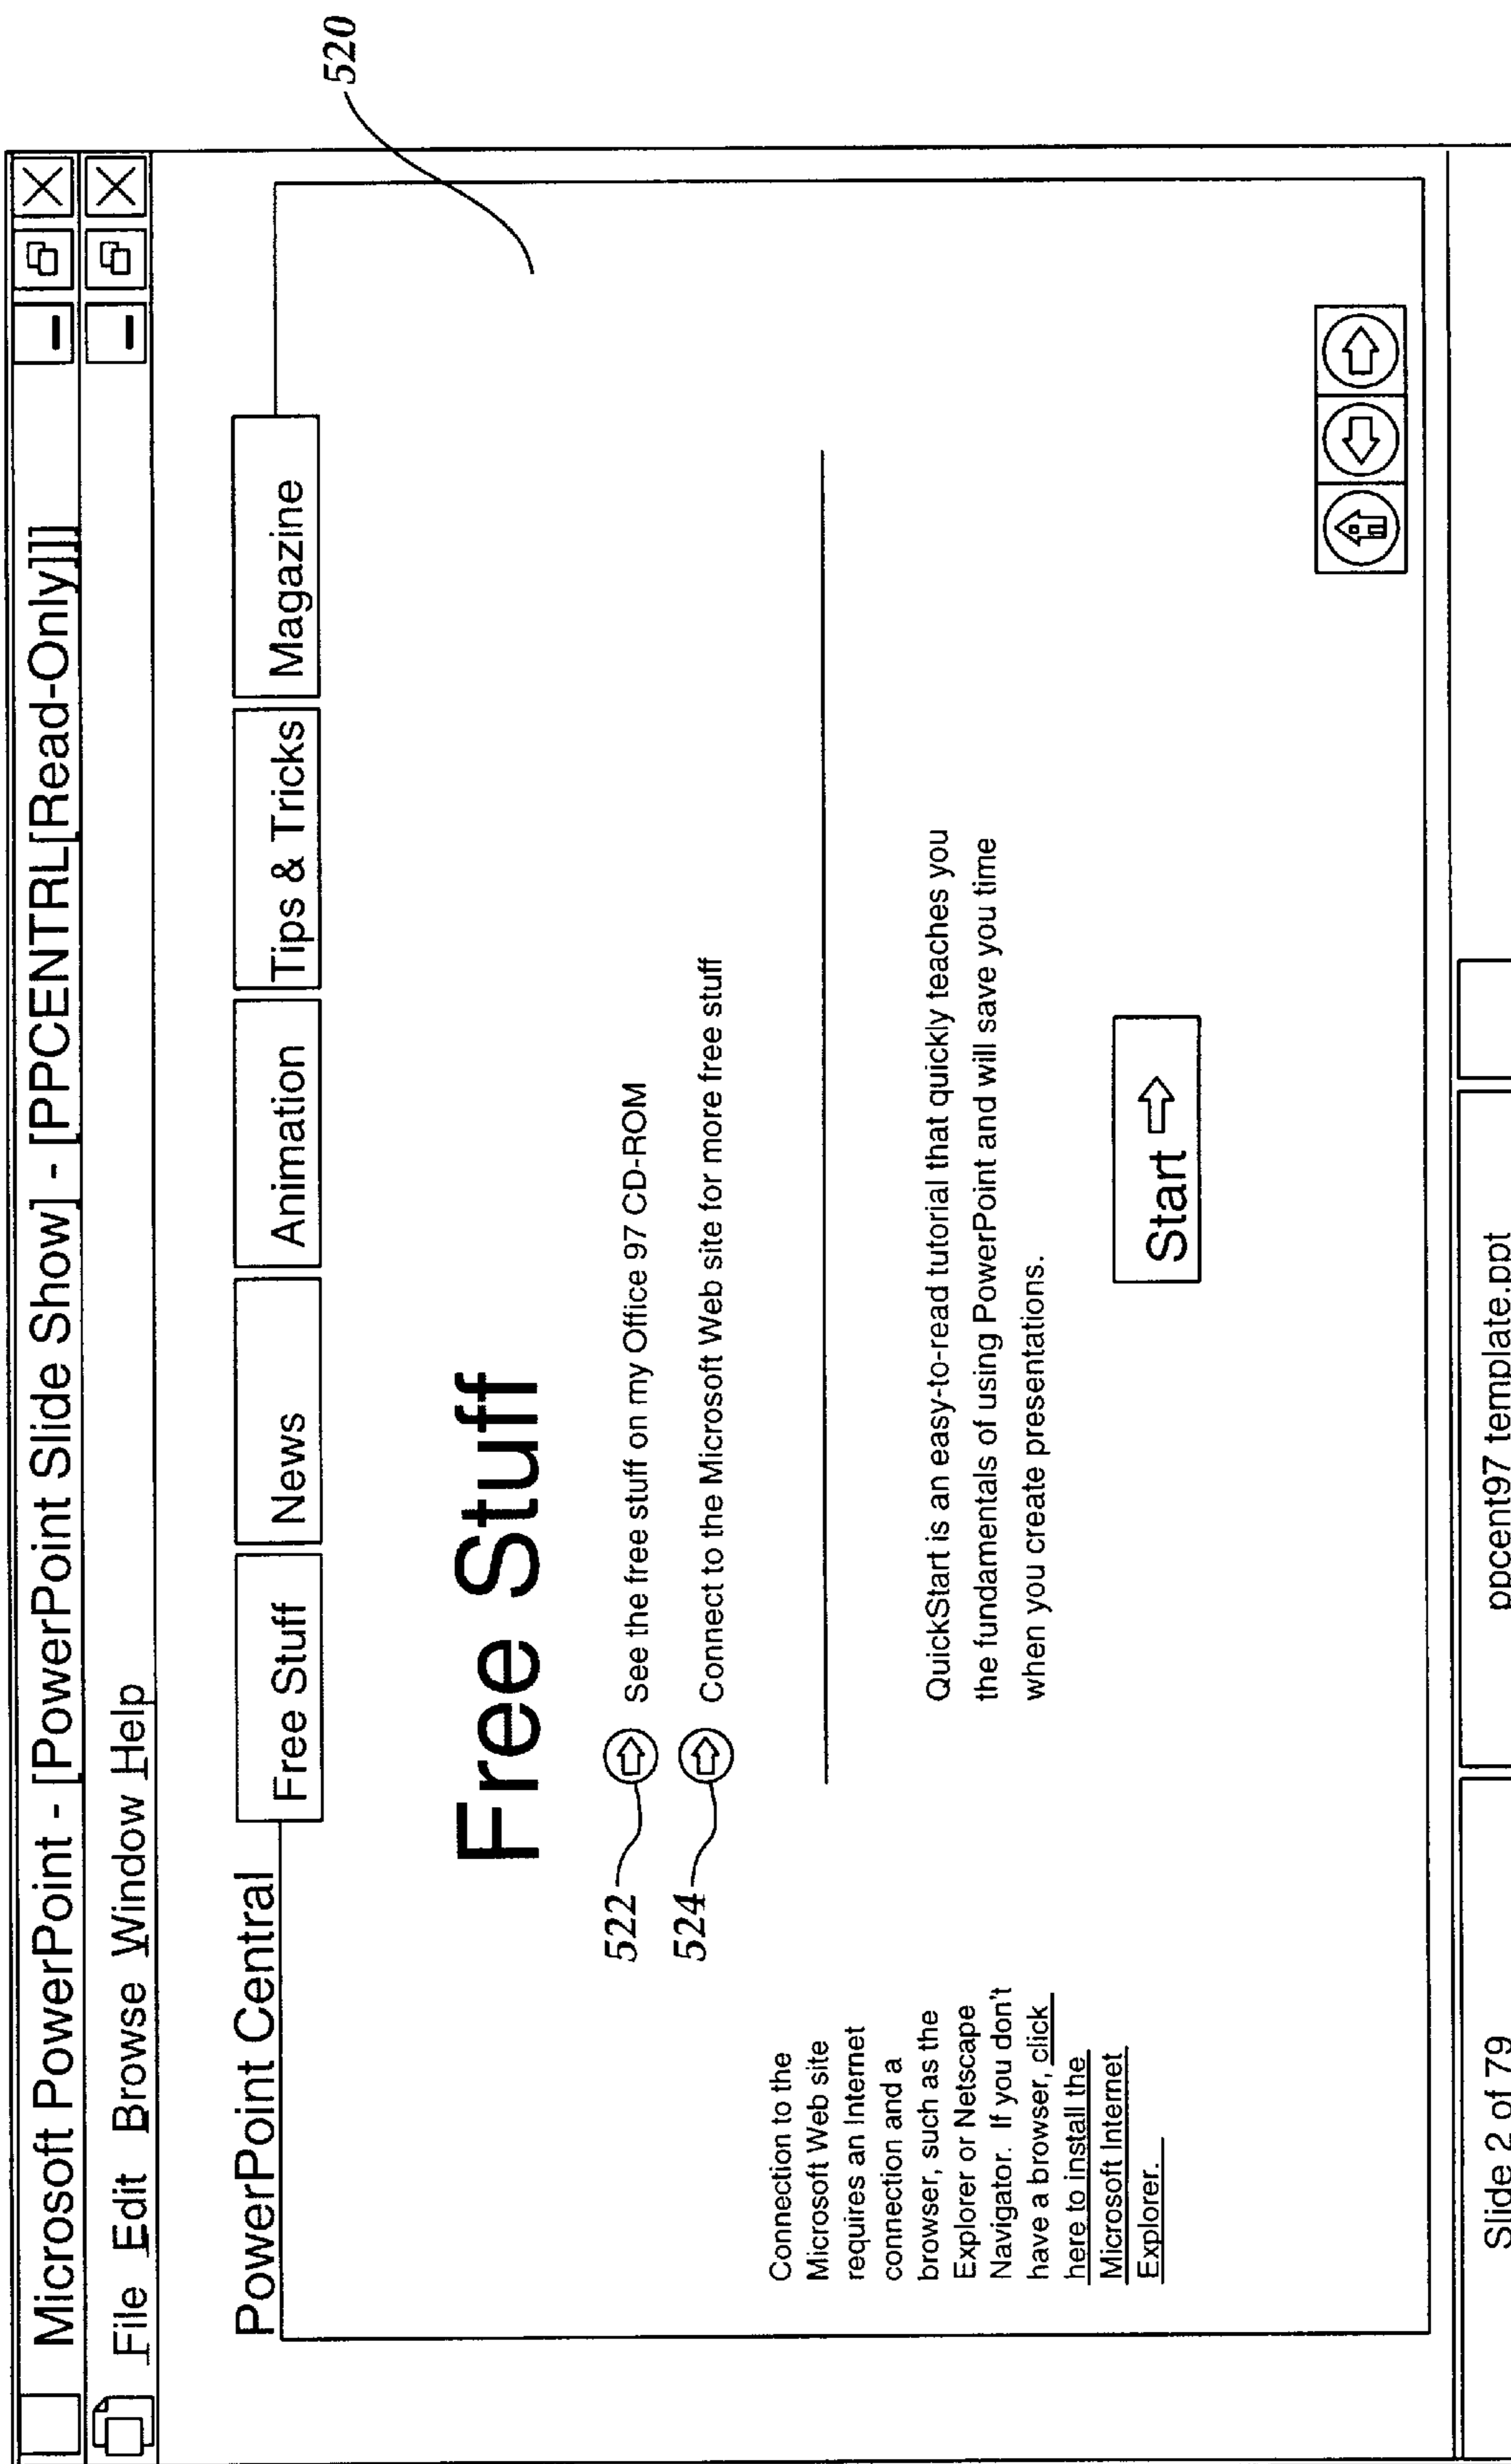 Microsoft PowerPoint - [PowerPoint Slide Show] - [PPCENTRL[Read-Only]]]
File Edit Browse Window Help
PowerPoint Central
Free Stuff
News
Animation
Tips & Tricks
Magazine
520
Free Stuff
522
See the free stuff on my Office 97 CD-ROM
524
Connect to the Microsoft Web site for more free stuff
Connection to the
Microsoft Web site
requires an Internet
connection and a
browser, such as the
Explorer or Netscape
Navigator. If you don't
have a browser, click
here to install the
Microsoft Internet
Explorer.
QuickStart is an easy-to-read tutorial that quickly teaches you
the fundamentals of using PowerPoint and will save you time
when you create presentations.
Start
Slide 2 of 79
ppcent97 template.ppt